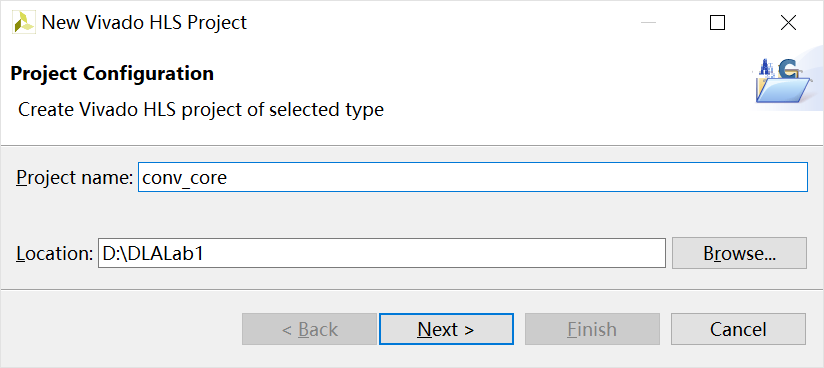 New Vivado HLS Project
Project Configuration
Create Vivado HLS project of selected type
Project name: conv_core
Location: D:\DLALab1 Browse...
< Back Next > Finish Cancel